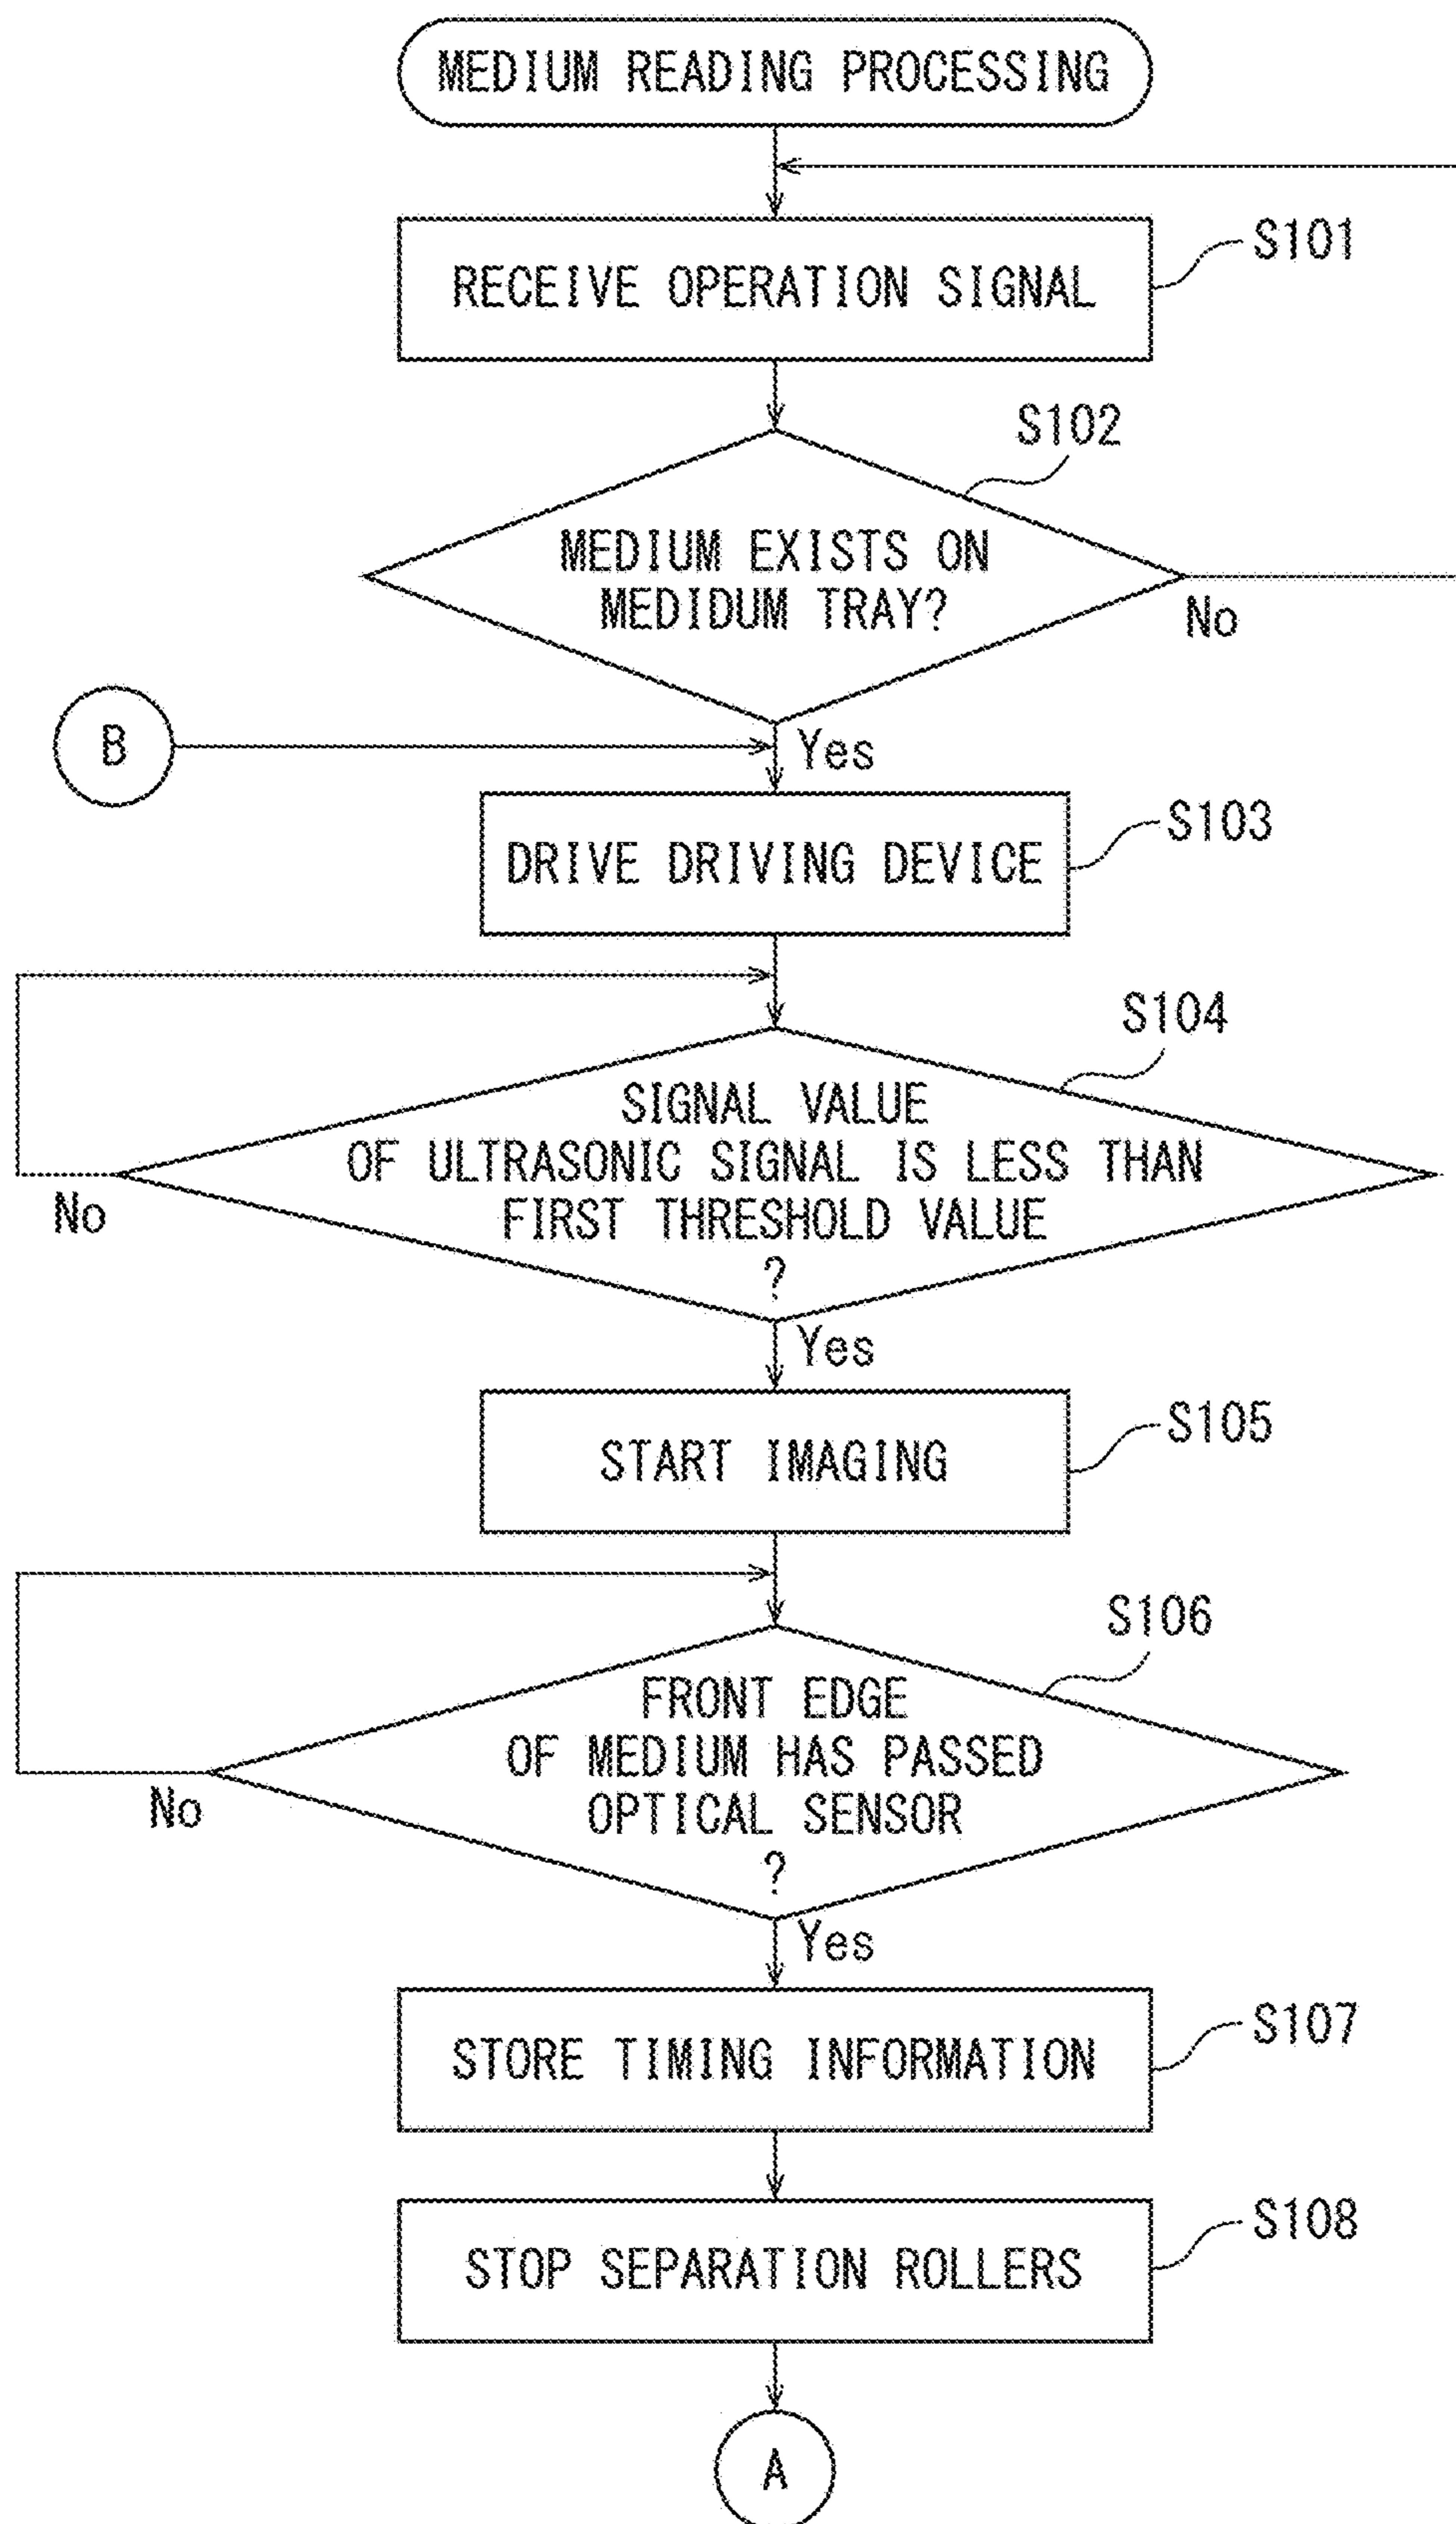 MEDIUM READING PROCESSING
RECEIVE OPERATION SIGNAL
S101
S102
MEDIUM EXISTS ON
MEDIDUM TRAY?
No
B
Yes
DRIVE DRIVING DEVICE
S103
S104
SIGNAL VALUE
OF ULTRASONIC SIGNAL IS LESS THAN
FIRST THRESHOLD VALUE
?
No
Yes
START IMAGING
S105
S106
FRONT EDGE
OF MEDIUM HAS PASSED
OPTICAL SENSOR
?
No
Yes
STORE TIMING INFORMATION
S107
STOP SEPARATION ROLLERS
S108
A